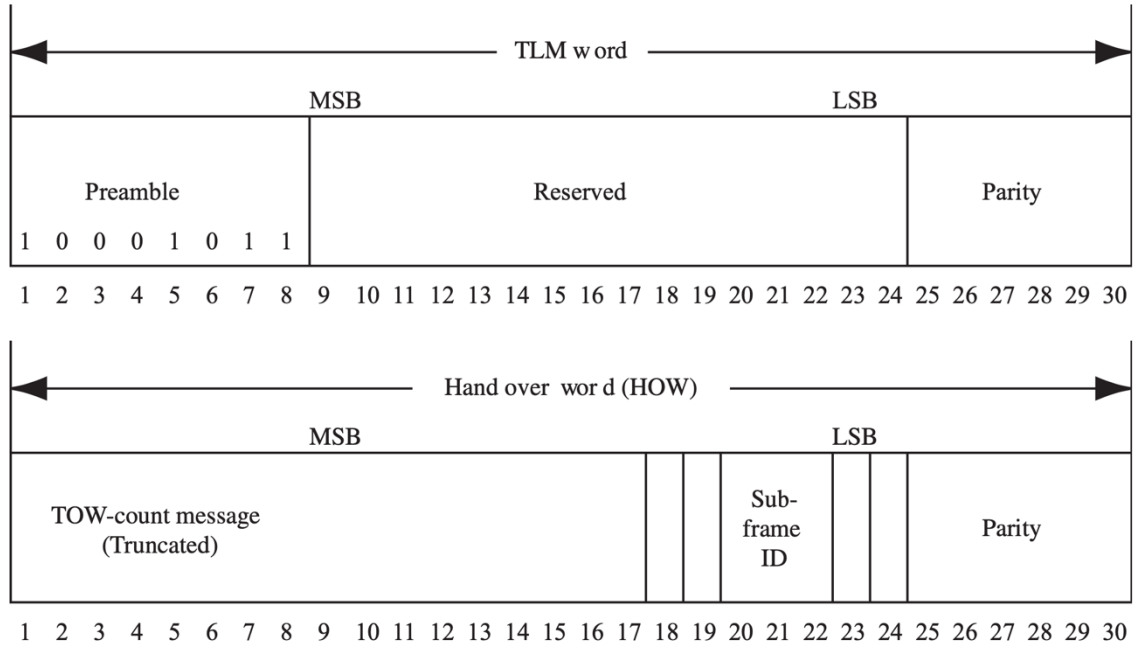 TLM w ord
MSB LSB
Preamble Reserved Parity
1 0 0 0 1 0 1 1
1 2 3 4 5 6 7 8 9 10 11 12 13 14 15 16 17 18 19 20 21 22 23 24 25 26 27 28 29 30
Hand over wor d (HOW)
MSB LSB
TOW-count message
(Truncated)
Sub-
frame
ID
Parity
1 2 3 4 5 6 7 8 9 10 11 12 13 14 15 16 17 18 19 20 21 22 23 24 25 26 27 28 29 30